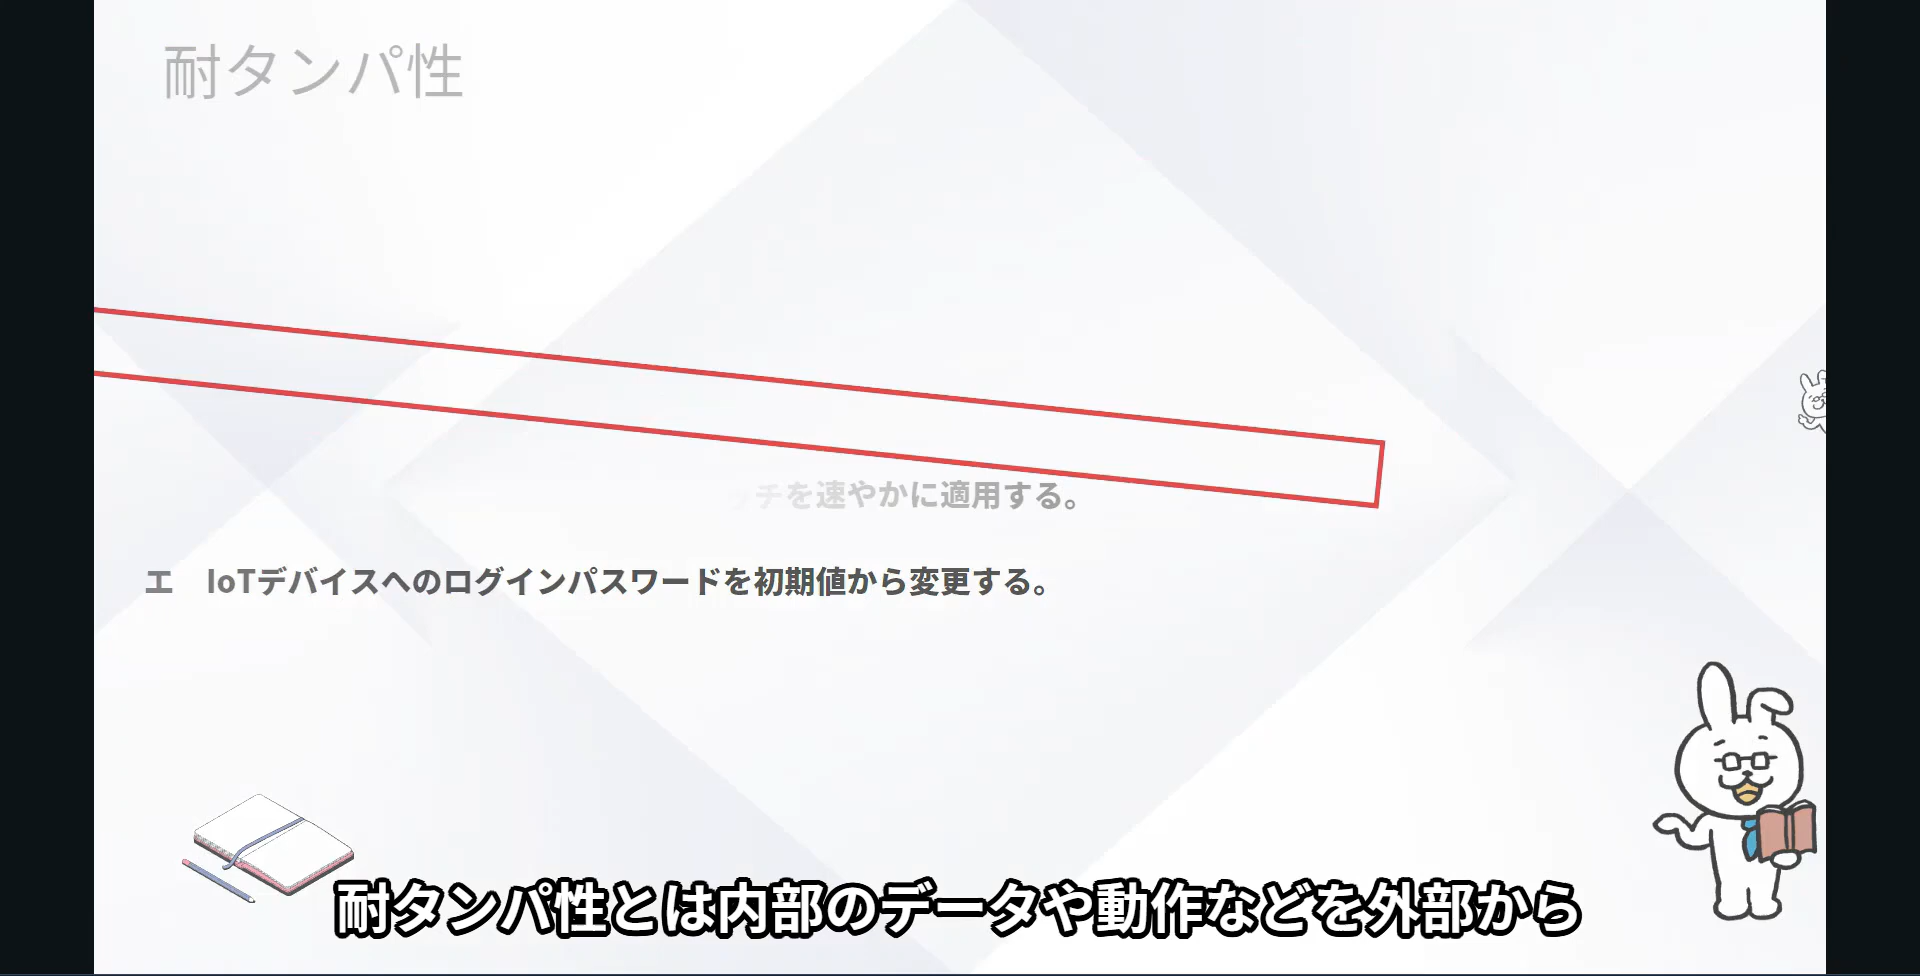 耐タンパ性
ッチを速やかに適用する。
エ IoTデバイスへのログインパスワードを初期値から変更する。
耐タンパ性とは内部のデータや動作などを外部から